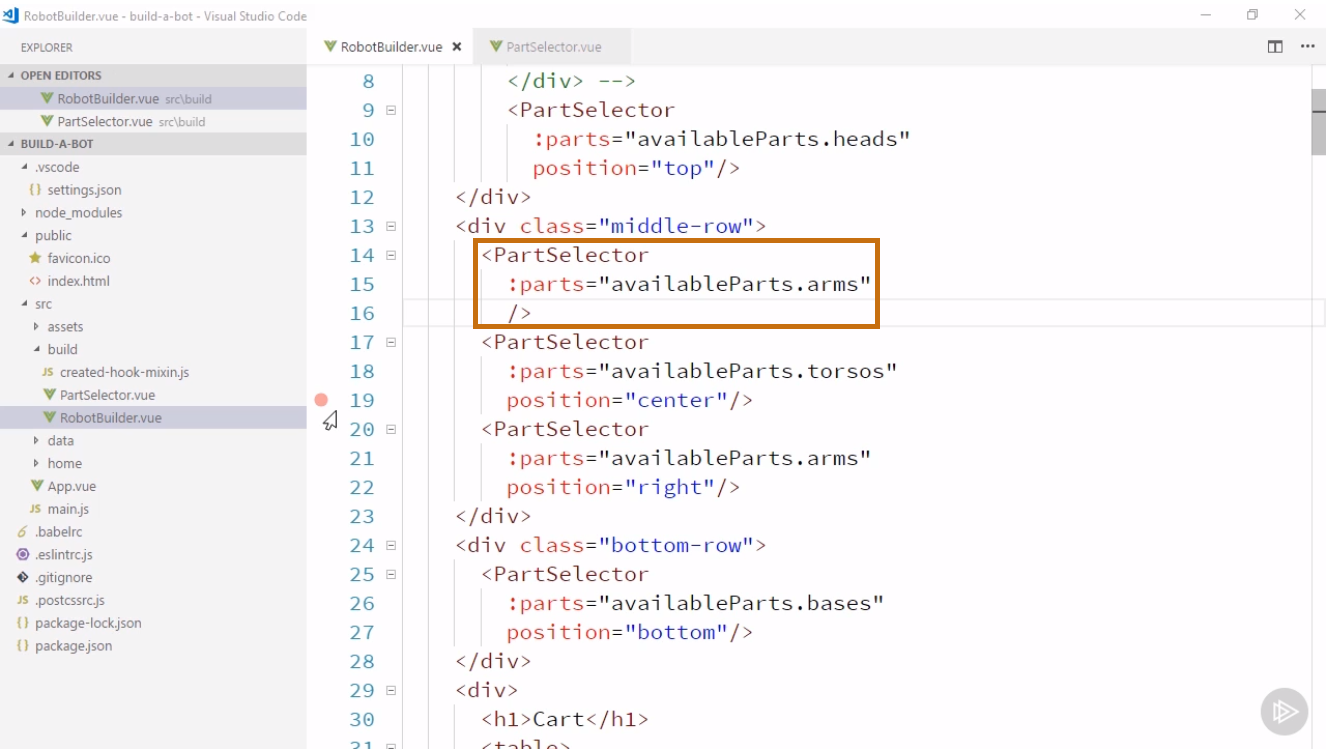 RobotBuilder.vue - build-a-bot - Visual Studio Code
EXPLORER
OPEN EDITORS
RobotBuilder.vue src\build
PartSelector.vue src\build
BUILD-A-BOT
.vscode
{} settings.json
node_modules
public
favicon.ico
<> index.html
src
assets
build
JS created-hook-mixin.js
PartSelector.vue
RobotBuilder.vue
data
home
App.vue
JS main.js
.babelrc
.eslintrc.js
.gitignore
JS .postcssrc.js
{} package-lock.json
{} package.json
RobotBuilder.vue
PartSelector.vue
8 </div> -->
9 <PartSelector
10 :parts="availableParts.heads"
11 position="top"/>
12 </div>
13 <div class="middle-row">
14 <PartSelector
15 :parts="availableParts.arms"
16 />
17 <PartSelector
18 :parts="availableParts.torsos"
19 position="center"/>
20 <PartSelector
21 :parts="availableParts.arms"
22 position="right"/>
23 </div>
24 <div class="bottom-row">
25 <PartSelector
26 :parts="availableParts.bases"
27 position="bottom"/>
28 </div>
29 <div>
30 <h1>Cart</h1>
31 <table>